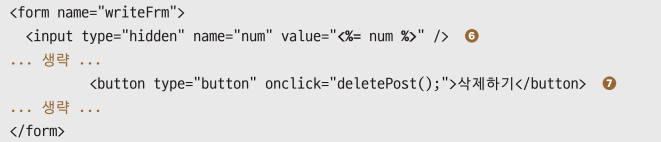 <form name="writeFrm">
<input type="hidden" name="num" value="<%= num %>" /> ❻
... 생략 ...
<button type="button" onclick="deletePost();">삭제하기</button> ❼
... 생략 ...
</form>